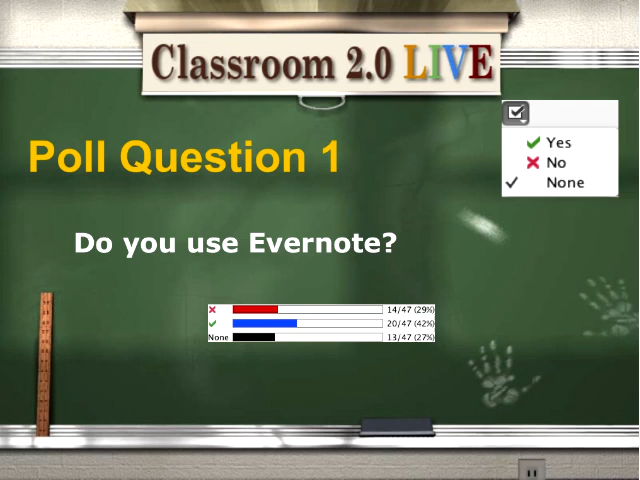 Classroom 2.0 LIVE
Yes
No
None
Poll Question 1
Do you use Evernote?
14/47 (29%)
20/47 (42%)
None 13/47 (27%)